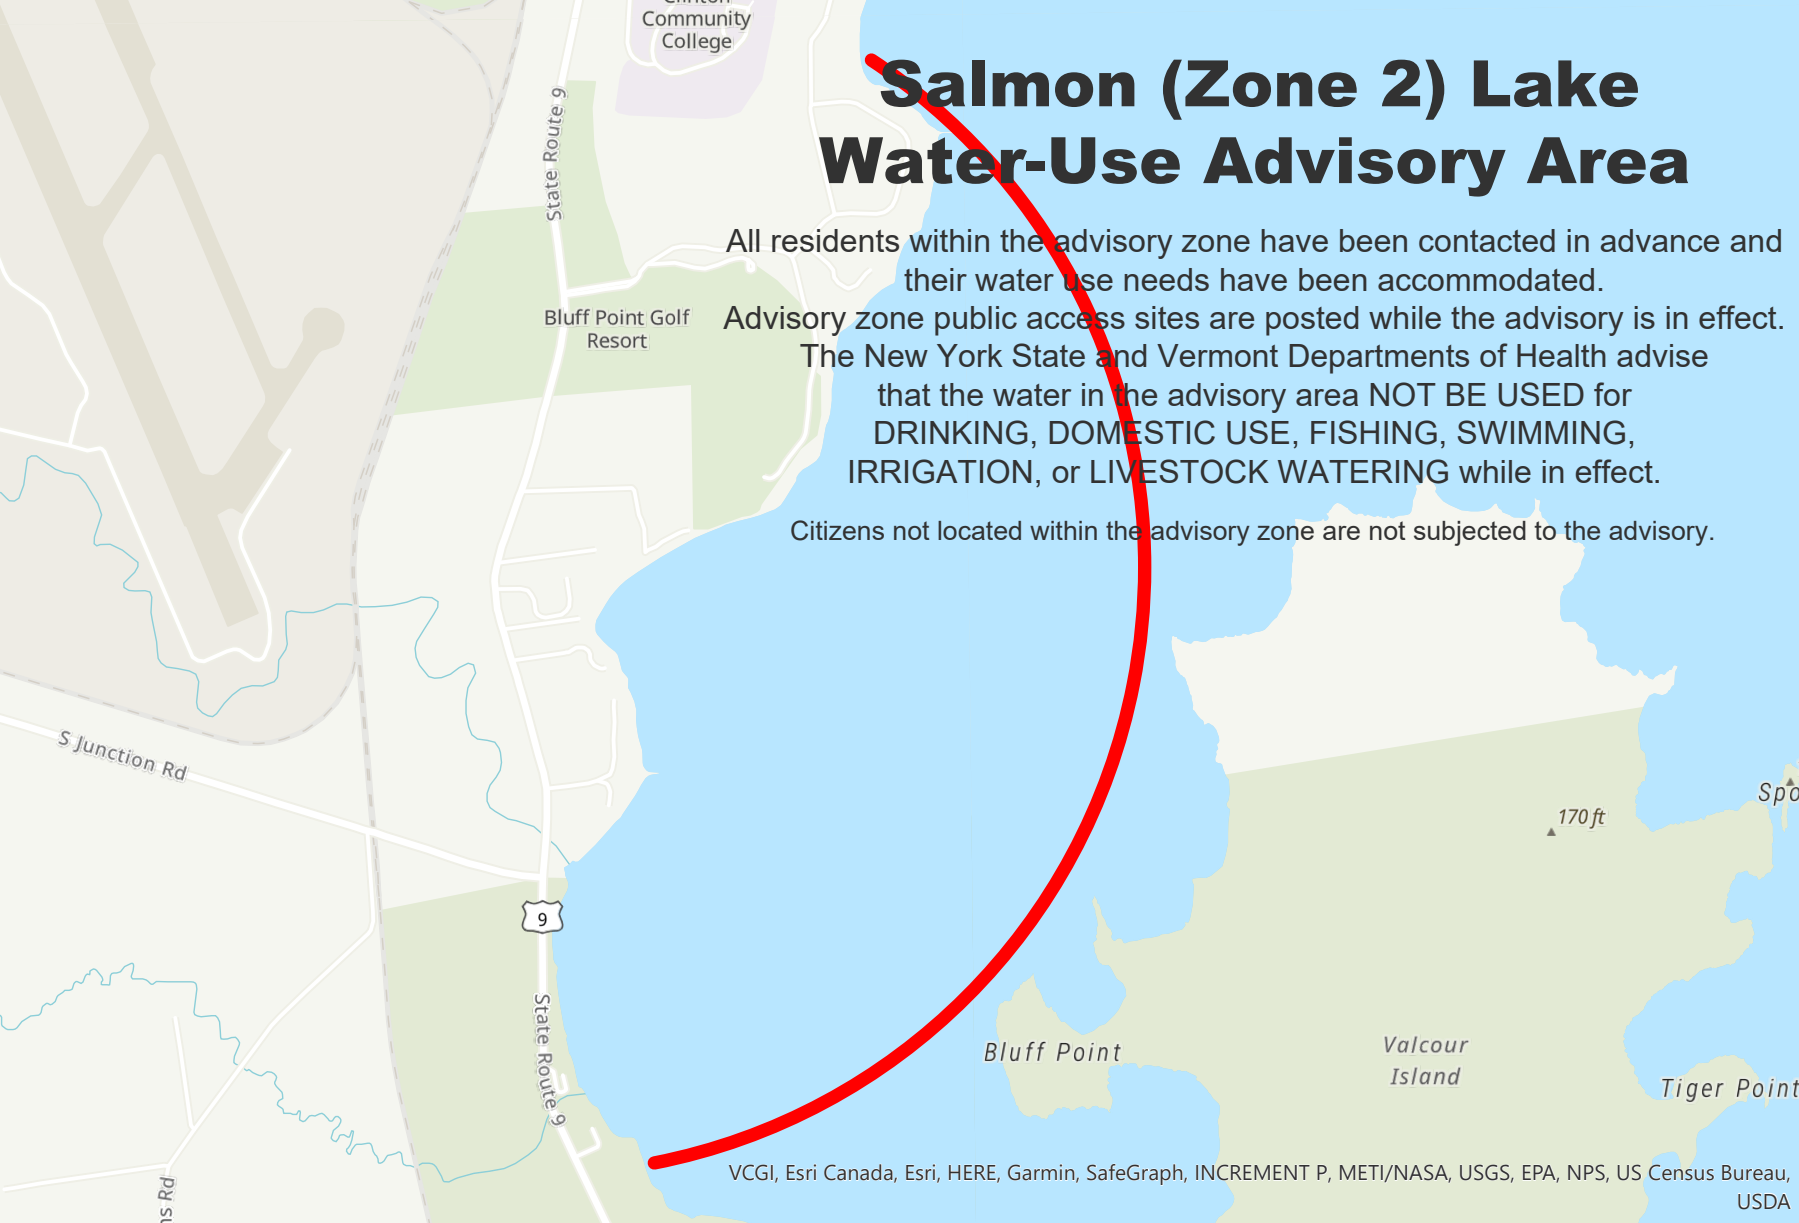 Clinton
Community
College
Salmon (Zone 2) Lake
Water-Use Advisory Area
State Route 9
All residents within the advisory zone have been contacted in advance and
their water use needs have been accommodated.
Advisory zone public access sites are posted while the advisory is in effect.
The New York State and Vermont Departments of Health advise
that the water in the advisory area NOT BE USED for
DRINKING, DOMESTIC USE, FISHING, SWIMMING,
IRRIGATION, or LIVESTOCK WATERING while in effect.
Citizens not located within the advisory zone are not subjected to the advisory.
Bluff Point Golf
Resort
S Junction Rd
Spo
170 ft
9
State Route 9
Bluff Point
Valcour
Island
Tiger Point
ns Rd
VCGI, Esri Canada, Esri, HERE, Garmin, SafeGraph, INCREMENT P, METI/NASA, USGS, EPA, NPS, US Census Bureau,
USDA